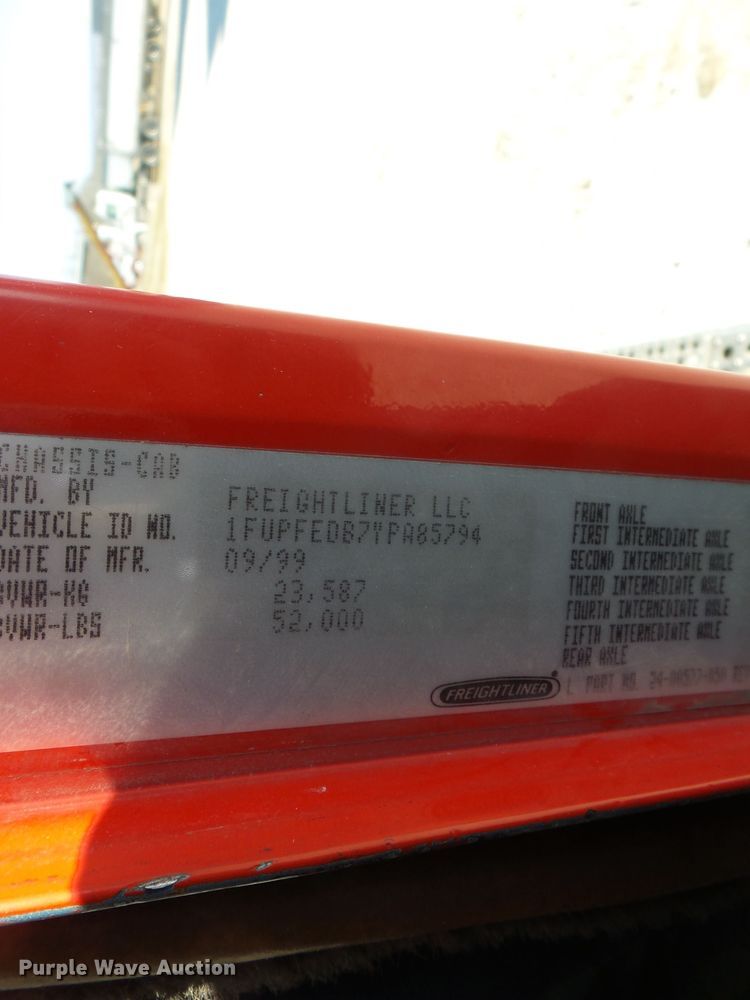 CHASSIS-CAB
MFD. BY FREIGHTLINER LLC
VEHICLE ID NO. 1FUPFEDB7YPA85794
DATE OF MFR. 09/99
GVWR-KG 23,587
GVWR-LBS 52,000
FRONT AXLE
FIRST INTERMEDIATE AXLE
SECOND INTERMEDIATE AXLE
THIRD INTERMEDIATE AXLE
FOURTH INTERMEDIATE AXLE
FIFTH INTERMEDIATE AXLE
REAR AXLE
FREIGHTLINER
PART NO.
Purple Wave Auction